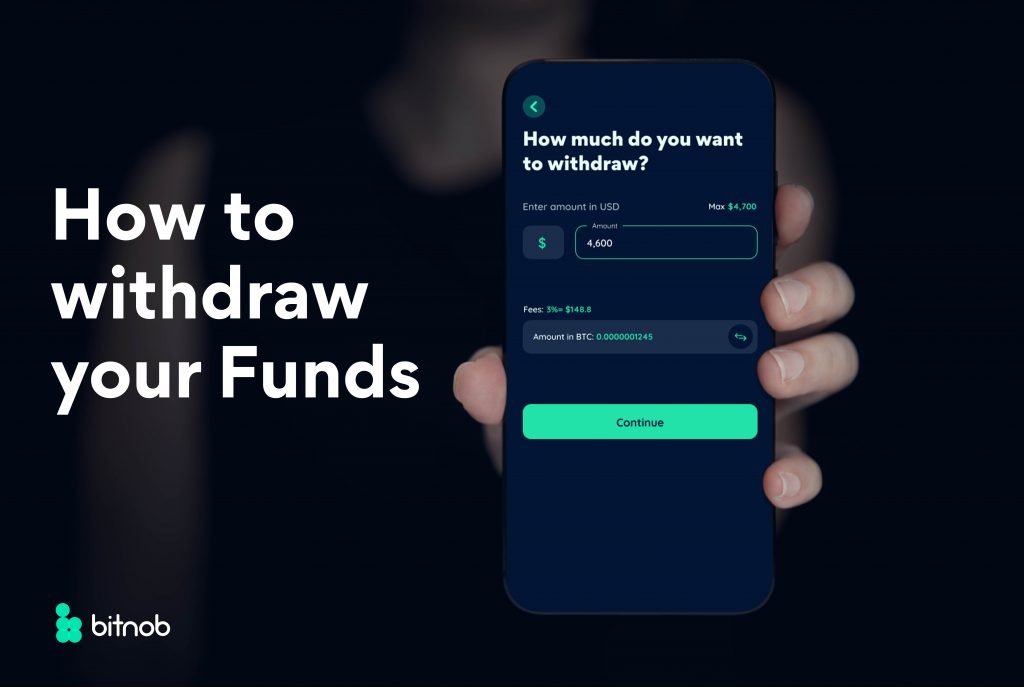 How to
withdraw
your Funds
bitnob
How much do you want
to withdraw?
Enter amount in USD Max $4,700
Amount
$ 4,600
Fees: 3%= $148.8
Amount in BTC: 0.0000001245
Continue